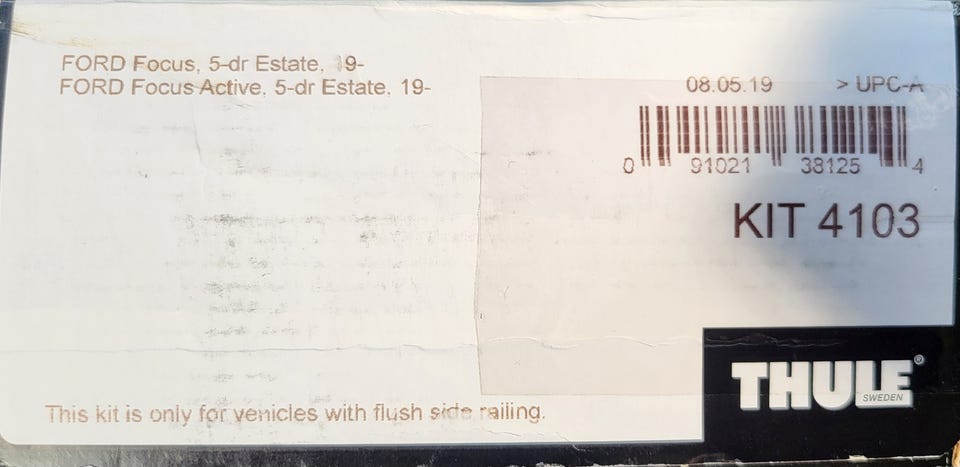 FORD Focus, 5-dr Estate, 19-
FORD Focus Active, 5-dr Estate, 19-
08.05.19 > UPC-A
0 91021 38125 4
KIT 4103
THULE®
SWEDEN
This kit is only for vehicles with flush side railing.